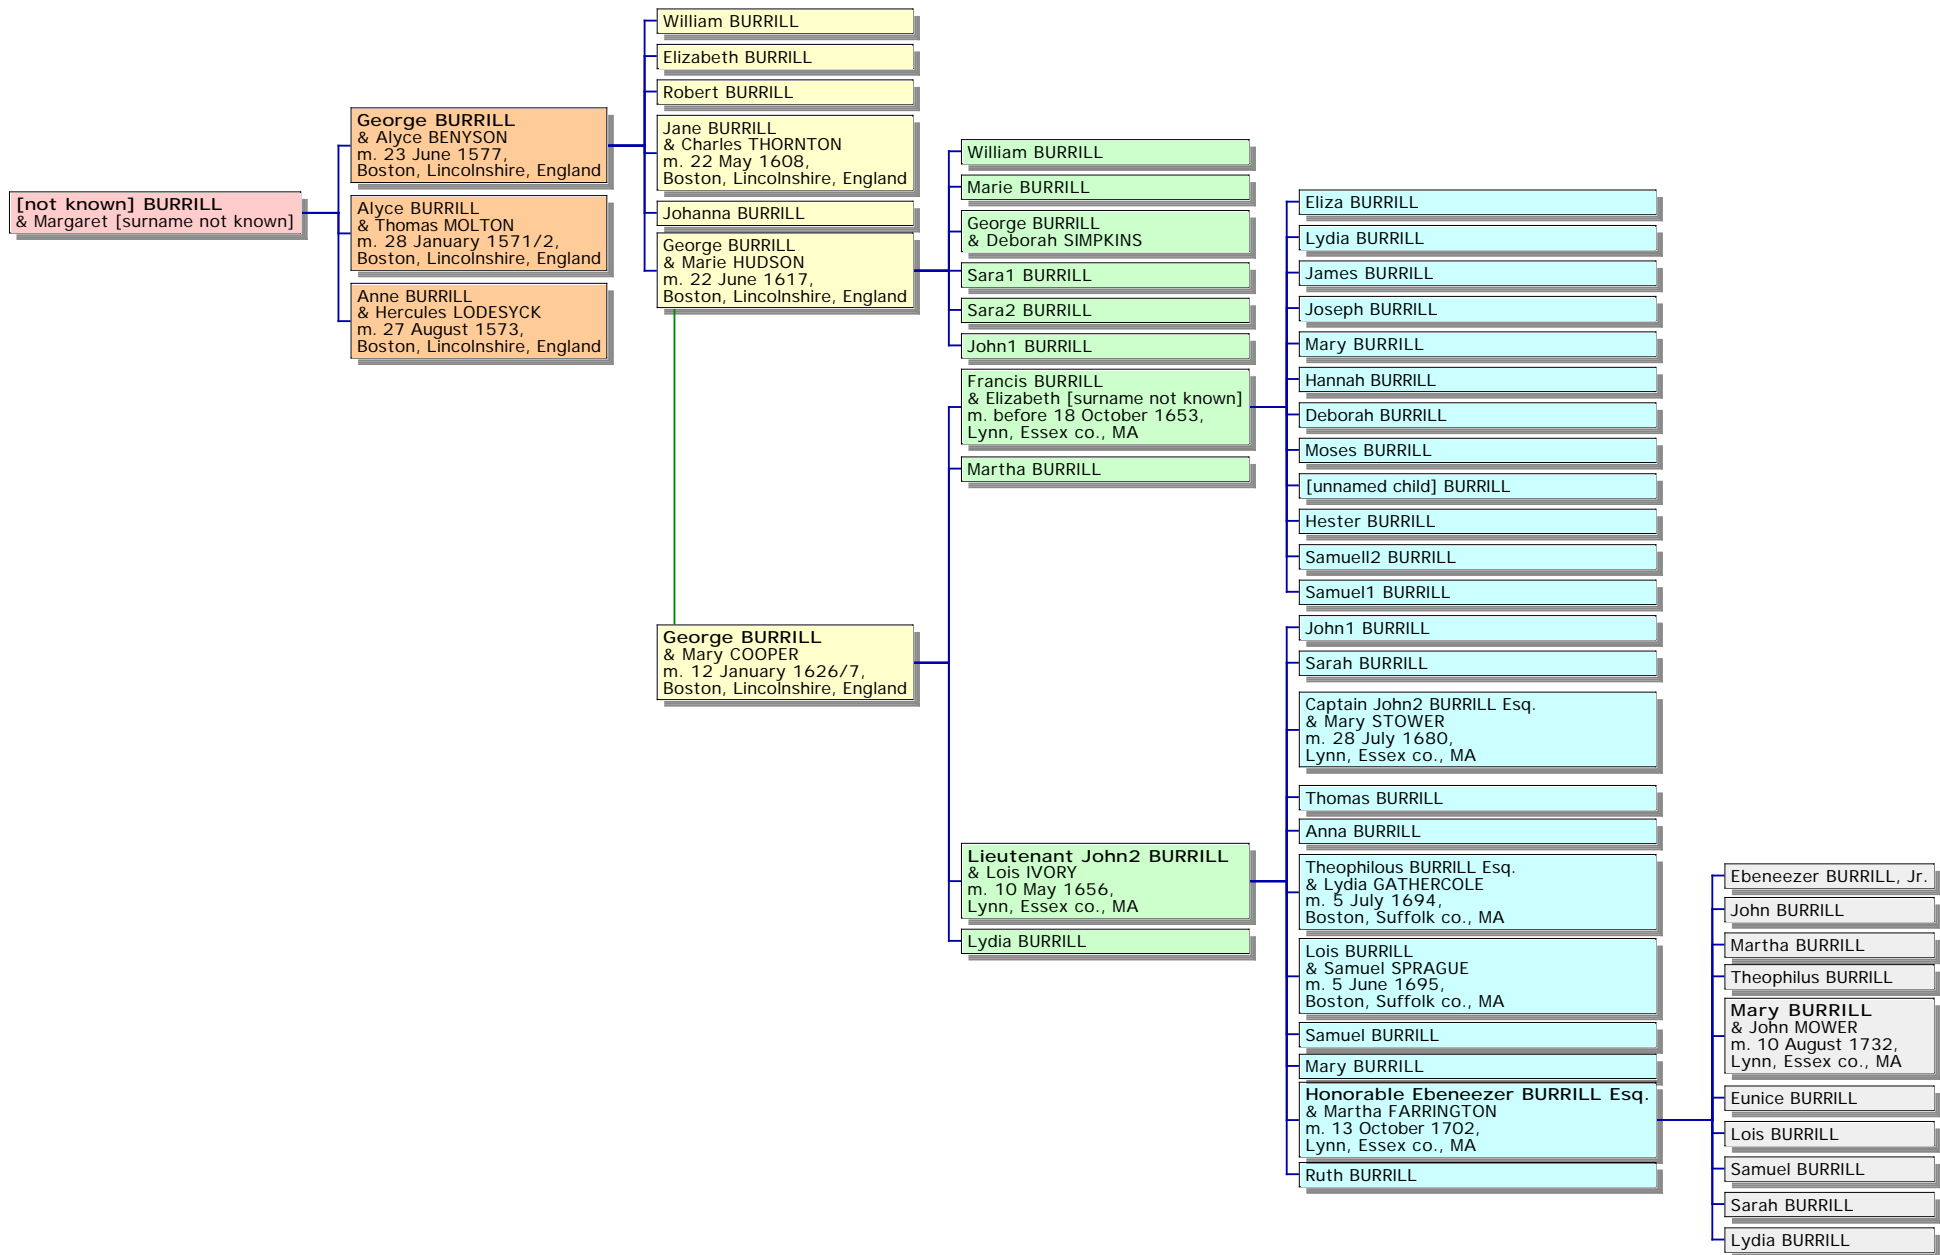 [not known] BURRILL
& Margaret [surname not known]
George BURRILL
& Alyce BENYSON
m. 23 June 1577,
Boston, Lincolnshire, England
Alyce BURRILL
& Thomas MOLTON
m. 28 January 1571/2,
Boston, Lincolnshire, England
Anne BURRILL
& Hercules LODESYCK
m. 27 August 1573,
Boston, Lincolnshire, England
William BURRILL
Elizabeth BURRILL
Robert BURRILL
Jane BURRILL
& Charles THORNTON
m. 22 May 1608,
Boston, Lincolnshire, England
Johanna BURRILL
George BURRILL
& Marie HUDSON
m. 22 June 1617,
Boston, Lincolnshire, England
George BURRILL
& Mary COOPER
m. 12 January 1626/7,
Boston, Lincolnshire, England
William BURRILL
Marie BURRILL
George BURRILL
& Deborah SIMPKINS
Sara1 BURRILL
Sara2 BURRILL
John1 BURRILL
Francis BURRILL
& Elizabeth [surname not known]
m. before 18 October 1653,
Lynn, Essex co., MA
Martha BURRILL
Lieutenant John2 BURRILL
& Lois IVORY
m. 10 May 1656,
Lynn, Essex co., MA
Lydia BURRILL
Eliza BURRILL
Lydia BURRILL
James BURRILL
Joseph BURRILL
Mary BURRILL
Hannah BURRILL
Deborah BURRILL
Moses BURRILL
[unnamed child] BURRILL
Hester BURRILL
Samuell2 BURRILL
Samuel1 BURRILL
John1 BURRILL
Sarah BURRILL
Captain John2 BURRILL Esq.
& Mary STOWER
m. 28 July 1680,
Lynn, Essex co., MA
Thomas BURRILL
Anna BURRILL
Theophilous BURRILL Esq.
& Lydia GATHERCOLE
m. 5 July 1694,
Boston, Suffolk co., MA
Lois BURRILL
& Samuel SPRAGUE
m. 5 June 1695,
Boston, Suffolk co., MA
Samuel BURRILL
Mary BURRILL
Honorable Ebeneezer BURRILL Esq.
& Martha FARRINGTON
m. 13 October 1702,
Lynn, Essex co., MA
Ruth BURRILL
Ebeneezer BURRILL, Jr.
John BURRILL
Martha BURRILL
Theophilus BURRILL
Mary BURRILL
& John MOWER
m. 10 August 1732,
Lynn, Essex co., MA
Eunice BURRILL
Lois BURRILL
Samuel BURRILL
Sarah BURRILL
Lydia BURRILL